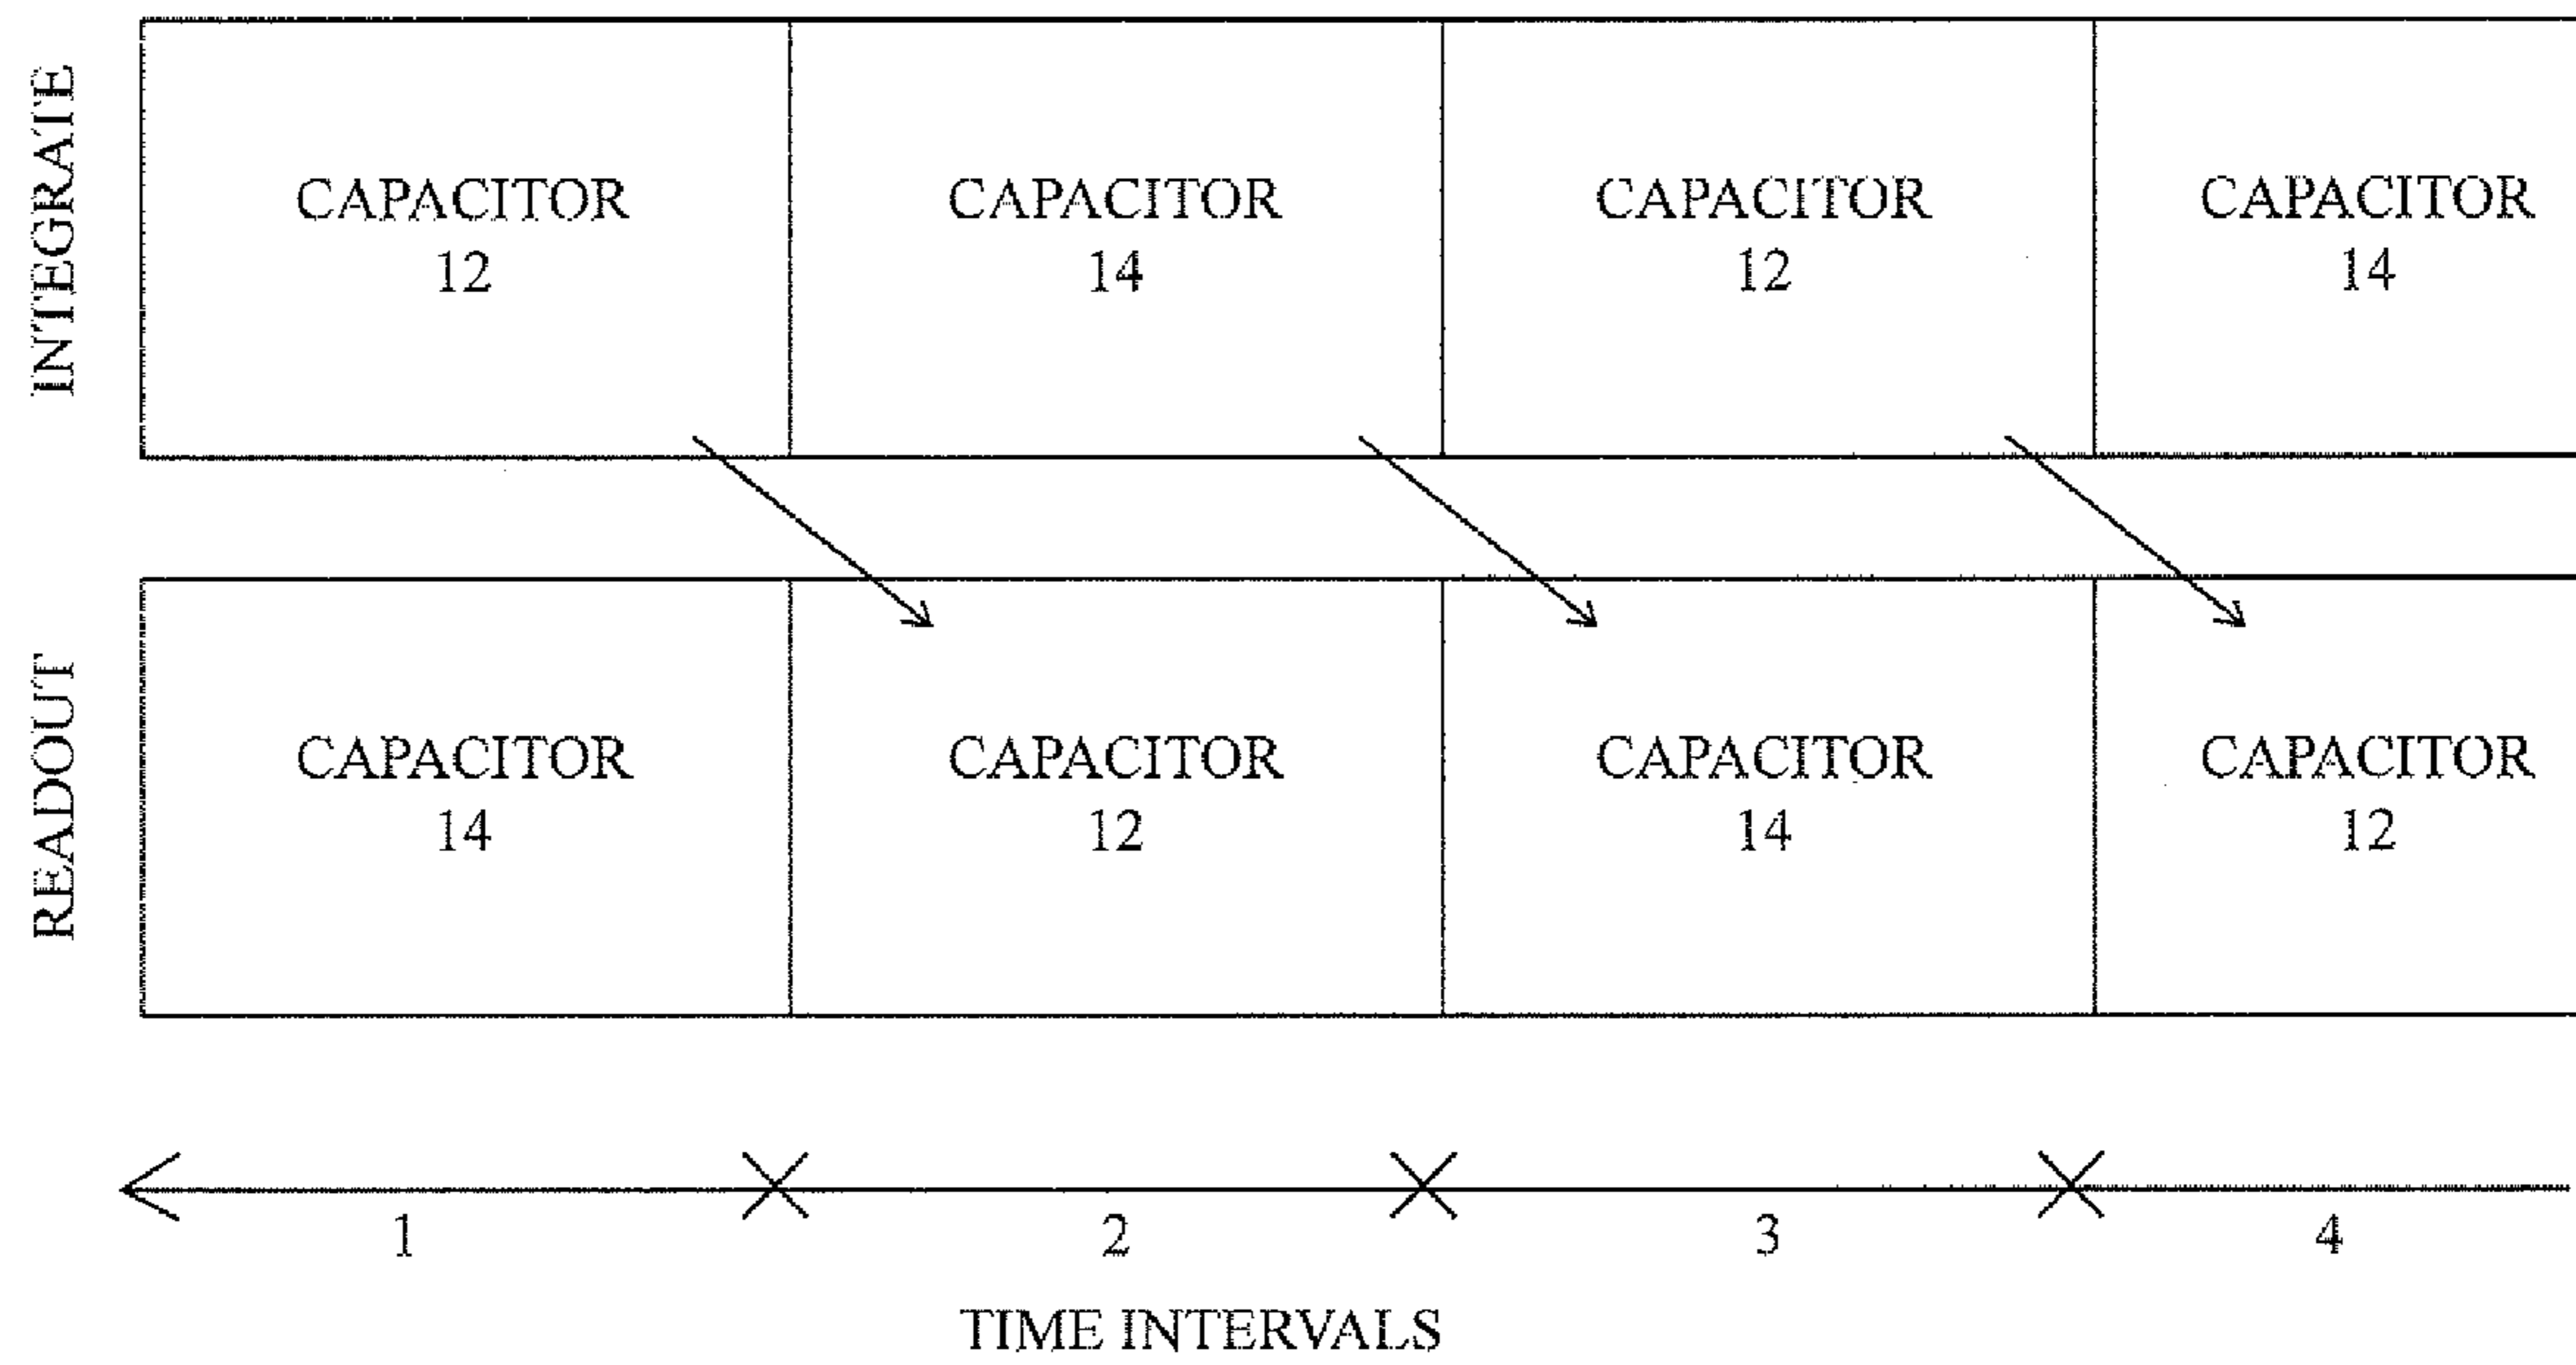 INTEGRATE
CAPACITOR
12
CAPACITOR
14
CAPACITOR
12
CAPACITOR
14
READOUT
CAPACITOR
14
CAPACITOR
12
CAPACITOR
14
CAPACITOR
12
1
2
3
4
TIME INTERVALS